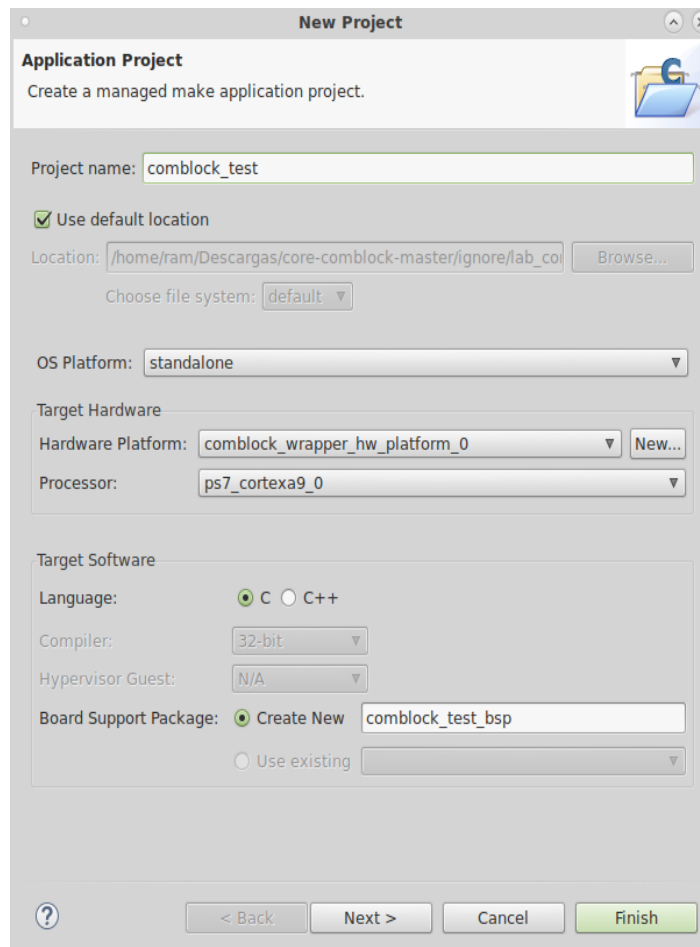 New Project
Application Project
Create a managed make application project.
Project name: comblock_test
Use default location
Location: /home/ram/Descargas/core-comblock-master/ignore/lab_co Browse...
Choose file system: default
OS Platform: standalone
Target Hardware
Hardware Platform: comblock_wrapper_hw_platform_0 New...
Processor: ps7_cortexa9_0
Target Software
Language: C C++
Compiler: 32-bit
Hypervisor Guest: N/A
Board Support Package: Create New comblock_test_bsp
Use existing
< Back Next > Cancel Finish